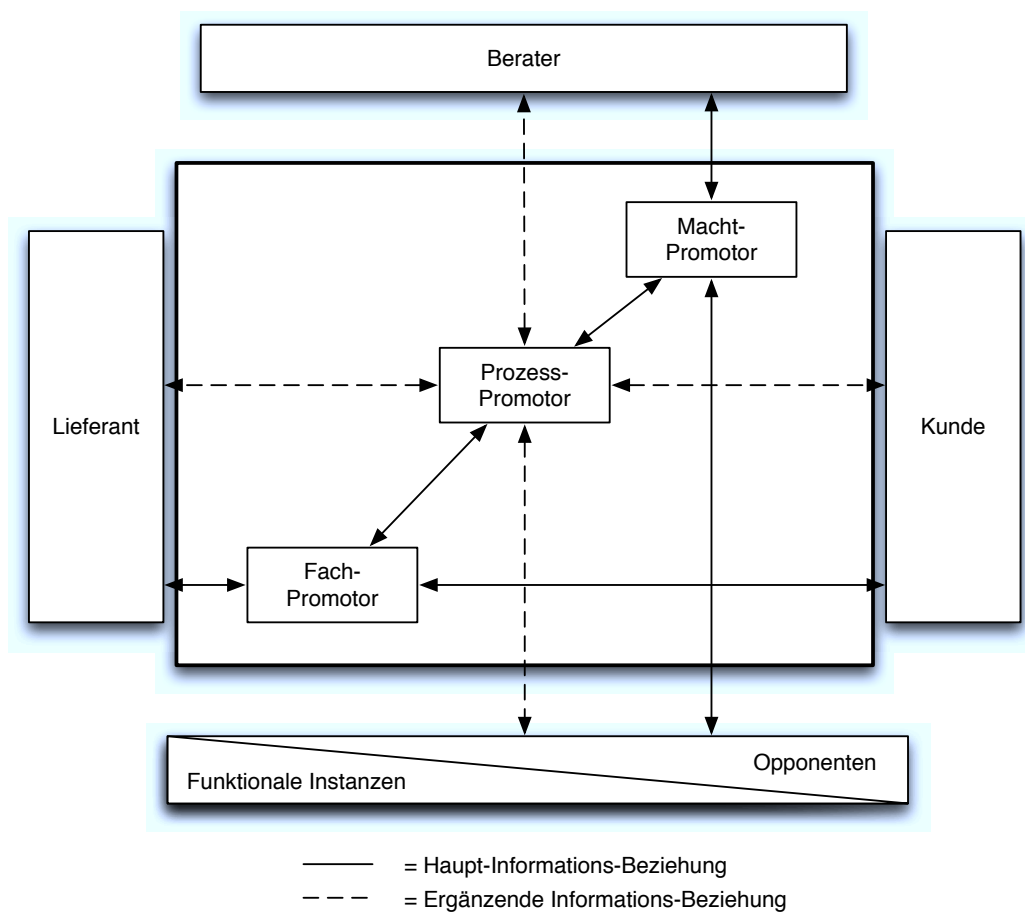 Berater
Macht-
Promotor
Prozess-
Promotor
Lieferant
Kunde
Fach-
Promotor
Opponenten
Funktionale Instanzen
= Haupt-Informations-Beziehung
= Ergänzende Informations-Beziehung